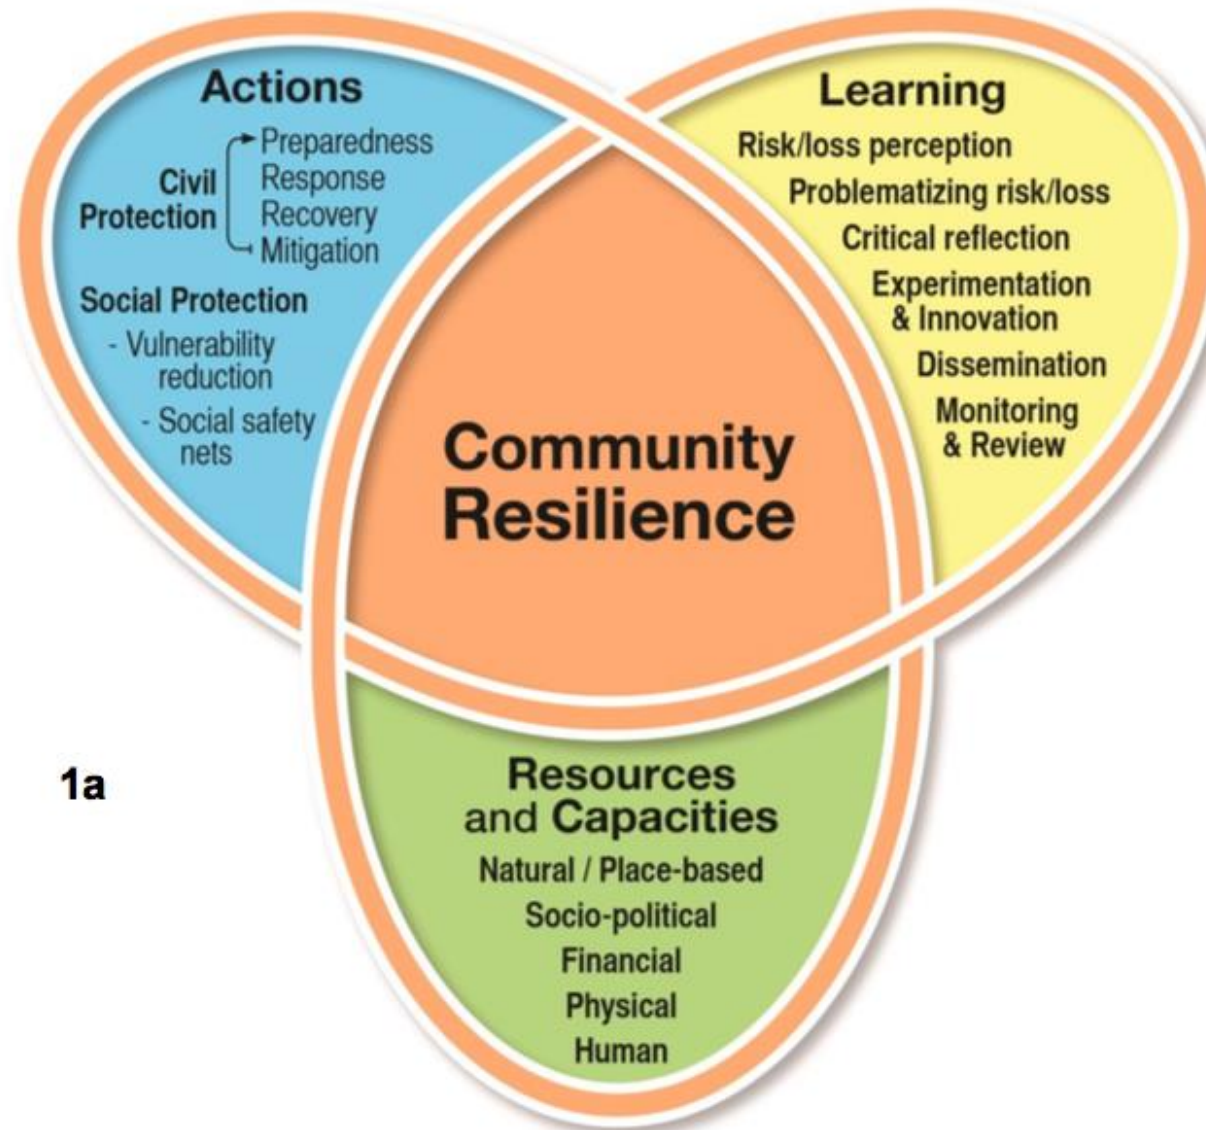 Actions
Preparedness
Civil
Response
Protection
Recovery
Mitigation
Social Protection
- Vulnerability
reduction
- Social safety
nets
Learning
Risk/loss perception
Problematizing risk/loss
Critical reflection
Experimentation
& Innovation
Dissemination
Monitoring
& Review
Community
Resilience
1a
Resources
and Capacities
Natural / Place-based
Socio-political
Financial
Physical
Human